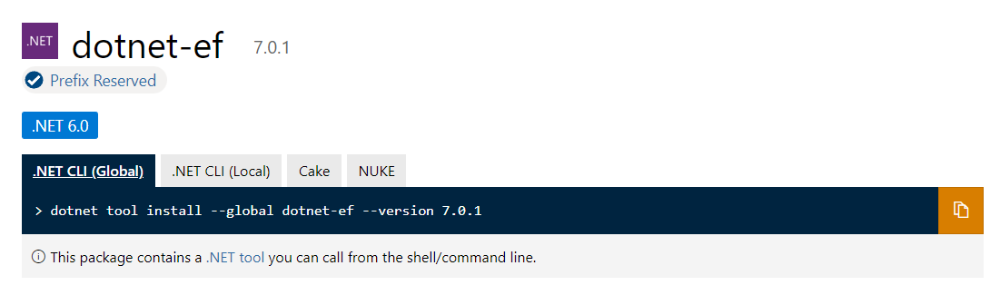 .NET dotnet-ef 7.0.1
Prefix Reserved
.NET 6.0
.NET CLI (Global) .NET CLI (Local) Cake NUKE
> dotnet tool install --global dotnet-ef --version 7.0.1
This package contains a .NET tool you can call from the shell/command line.